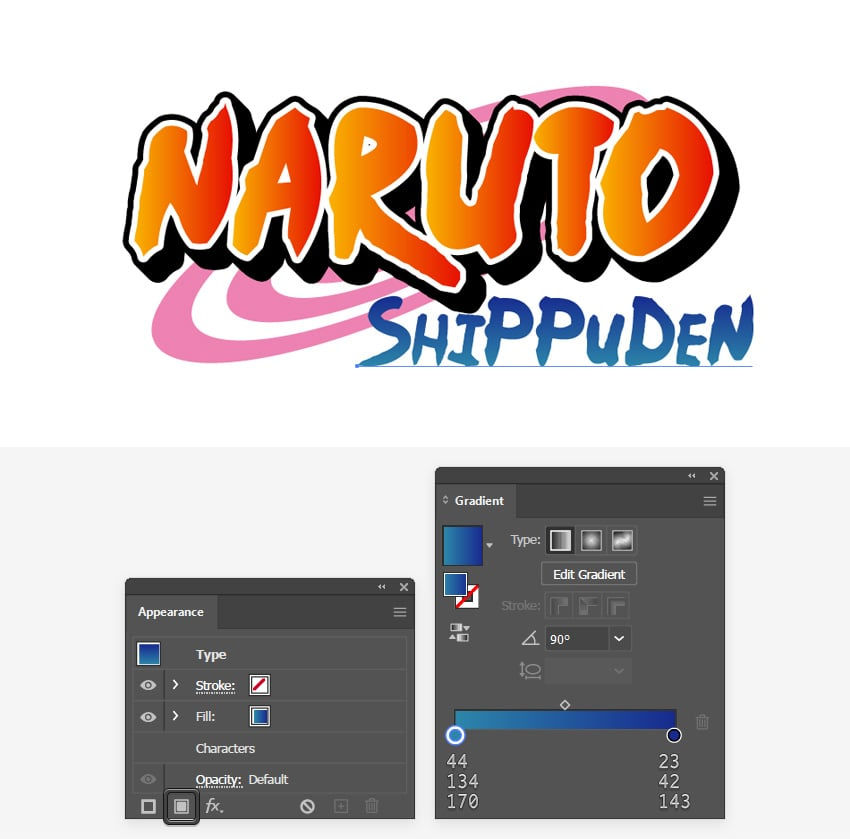 NARUTO
SHIPPUDEN
Gradient
Type:
Edit Gradient
Stroke:
90°
44
134
170
23
42
143
Appearance
Type
Stroke:
Fill:
Characters
Opacity: Default
fx.